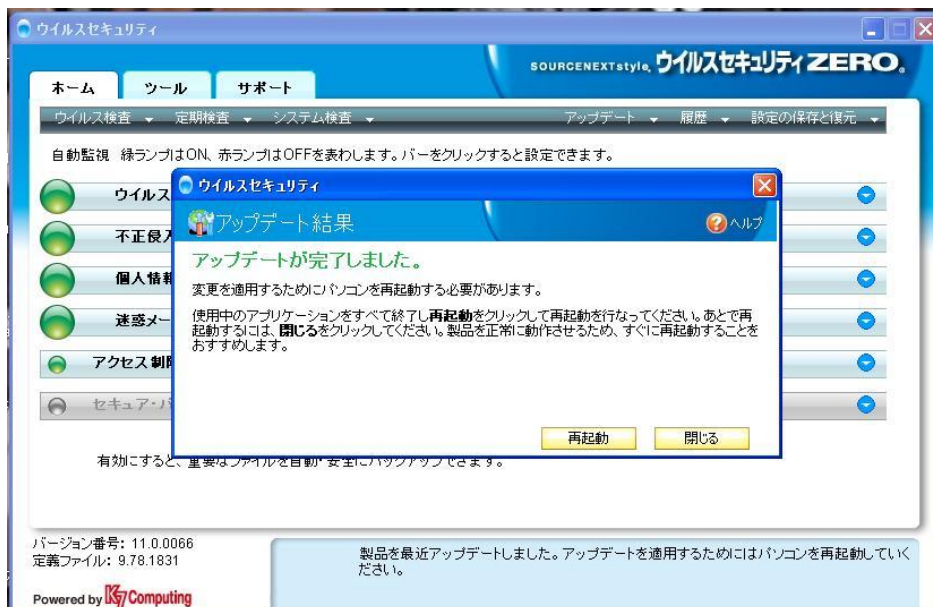 ウイルスセキュリティ
SOURCENEXTstyle. ウイルスセキュリティ ZERO.
ホーム ツール サポート
ウイルス検査 定期検査 システム検査 アップデート 履歴 設定の保存と復元
自動監視 緑ランプはON、赤ランプはOFFを表わします。バーをクリックすると設定できます。
ウイルス
不正侵入
個人情報
迷惑メー
アクセス制限
セキュア・バ
ウイルスセキュリティ
アップデート結果 ヘルプ
アップデートが完了しました。
変更を適用するためにパソコンを再起動する必要があります。
使用中のアプリケーションをすべて終了し再起動をクリックして再起動を行なってください。あとで再
起動するには、閉じるをクリックしてください。製品を正常に動作させるため、すぐに再起動することを
おすすめします。
再起動 閉じる
有効にすると、重要なファイルを自動・安全にバックアップできます。
バージョン番号: 11.0.0066
定義ファイル: 9.78.1831
Powered by K7 Computing
製品を最近アップデートしました。アップデートを適用するためにはパソコンを再起動していく
ださい。